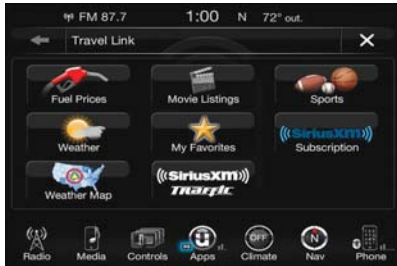 FM 87.7 1:00 N 72° out.
Travel Link
Fuel Prices Movie Listings Sports
((SiriusXM))
Weather My Favorites Subscription
((SiriusXM))
Weather Map Traffic
OFF N
Radio Media Controls Apps Climate Nav Phone